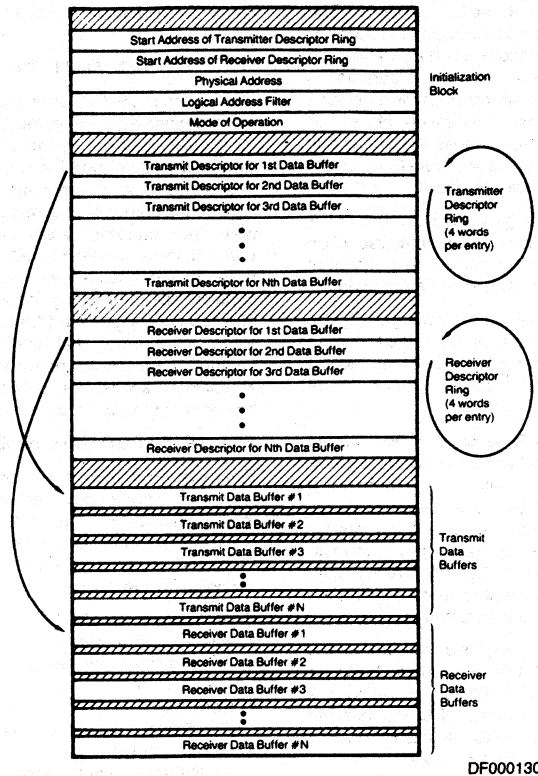 Start Address of Transmitter Descriptor Ring
Start Address of Receiver Descriptor Ring
Physical Address
Logical Address Filter
Mode of Operation
Initialization
Block
Transmit Descriptor for 1st Data Buffer
Transmit Descriptor for 2nd Data Buffer
Transmit Descriptor for 3rd Data Buffer
Transmit Descriptor for Nth Data Buffer
Transmitter
Descriptor
Ring
(4 words
per entry)
Receiver Descriptor for 1st Data Buffer
Receiver Descriptor for 2nd Data Buffer
Receiver Descriptor for 3rd Data Buffer
Receiver Descriptor for Nth Data Buffer
Receiver
Descriptor
Ring
(4 words
per entry)
Transmit Data Buffer #1
Transmit Data Buffer #2
Transmit Data Buffer #3
Transmit Data Buffer #N
Transmit
Data
Buffers
Receiver Data Buffer #1
Receiver Data Buffer #2
Receiver Data Buffer #3
Receiver Data Buffer #N
Receiver
Data
Buffers
DF000130